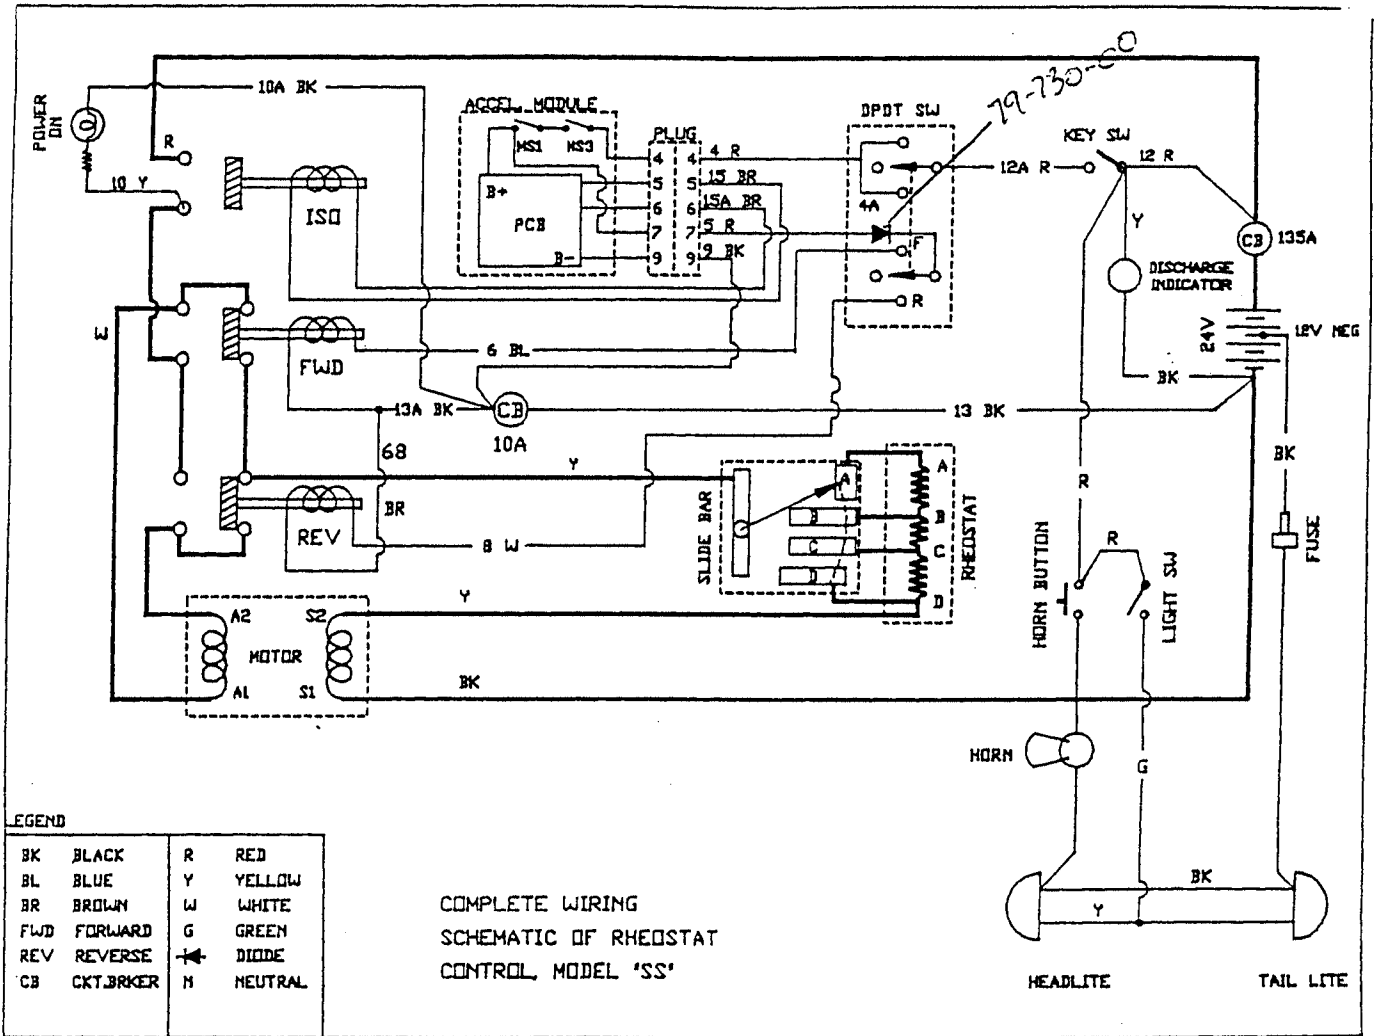 79-730-60
10A BK
ACCEL. MODULE
DPDT SW
POWER
ON
KEY SW
MS1
MS3
PLUG
R
4
4
4 R
12A R
12 R
10 Y
5
5
15 BR
B+
4A
ISO
6
6
15A BR
PCB
Y
7
7
5 R
F
CB
135A
B-
9
9
9 BK
DISCHARGE
INDICATOR
R
W
24V
12V NEG
6 BL
FWD
BK
13A BK
CB
13 BK
10A
68
Y
BK
A
A
R
BR
SLIDE BAR
B
B
RHEOSTAT
REV
8 W
C
C
HORN BUTTON
R
LIGHT SW
FUSE
D
D
Y
A2
S2
MOTOR
A1
S1
BK
HORN
G
LEGEND
BK BLACK R RED
BL BLUE Y YELLOW
BR BROWN W WHITE
FWD FORWARD G GREEN
REV REVERSE DIODE
CB CKT.BRKER N NEUTRAL
COMPLETE WIRING
SCHEMATIC OF RHEOSTAT
CONTROL, MODEL "SS"
BK
Y
HEADLITE
TAIL LITE